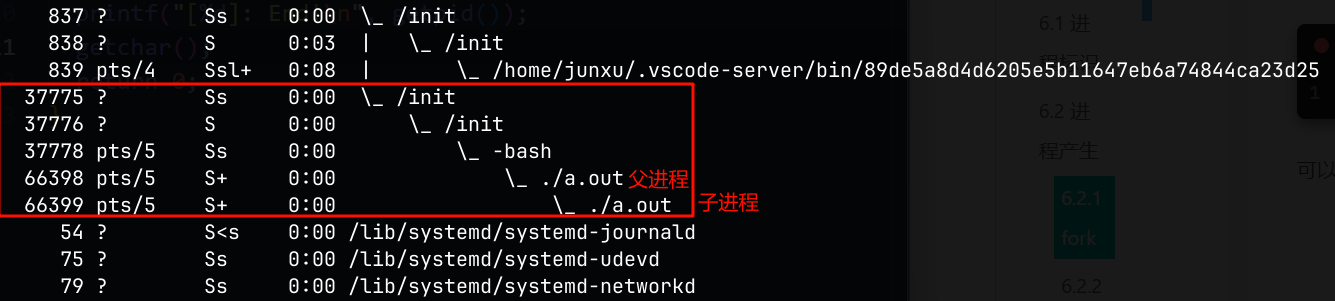 837 ?        Ss     0:00  \_ /init
838 ?        S      0:03  |   \_ /init
839 pts/4    Ssl+   0:08  |       \_ /home/junxu/.vscode-server/bin/89de5a8d4d6205e5b11647eb6a74844ca23d25
37775 ?        Ss     0:00  \_ /init
37776 ?        S      0:00      \_ /init
37778 pts/5    Ss     0:00          \_ -bash
66398 pts/5    S+     0:00              \_ ./a.out 父进程
66399 pts/5    S+     0:00                  \_ ./a.out 子进程
54 ?        S<s    0:00 /lib/systemd/systemd-journald
75 ?        Ss     0:00 /lib/systemd/systemd-udevd
79 ?        Ss     0:00 /lib/systemd/systemd-networkd
getchar();
6.1 进
6.2 进
程产生
6.2.1
fork
6.2.2
1
可以